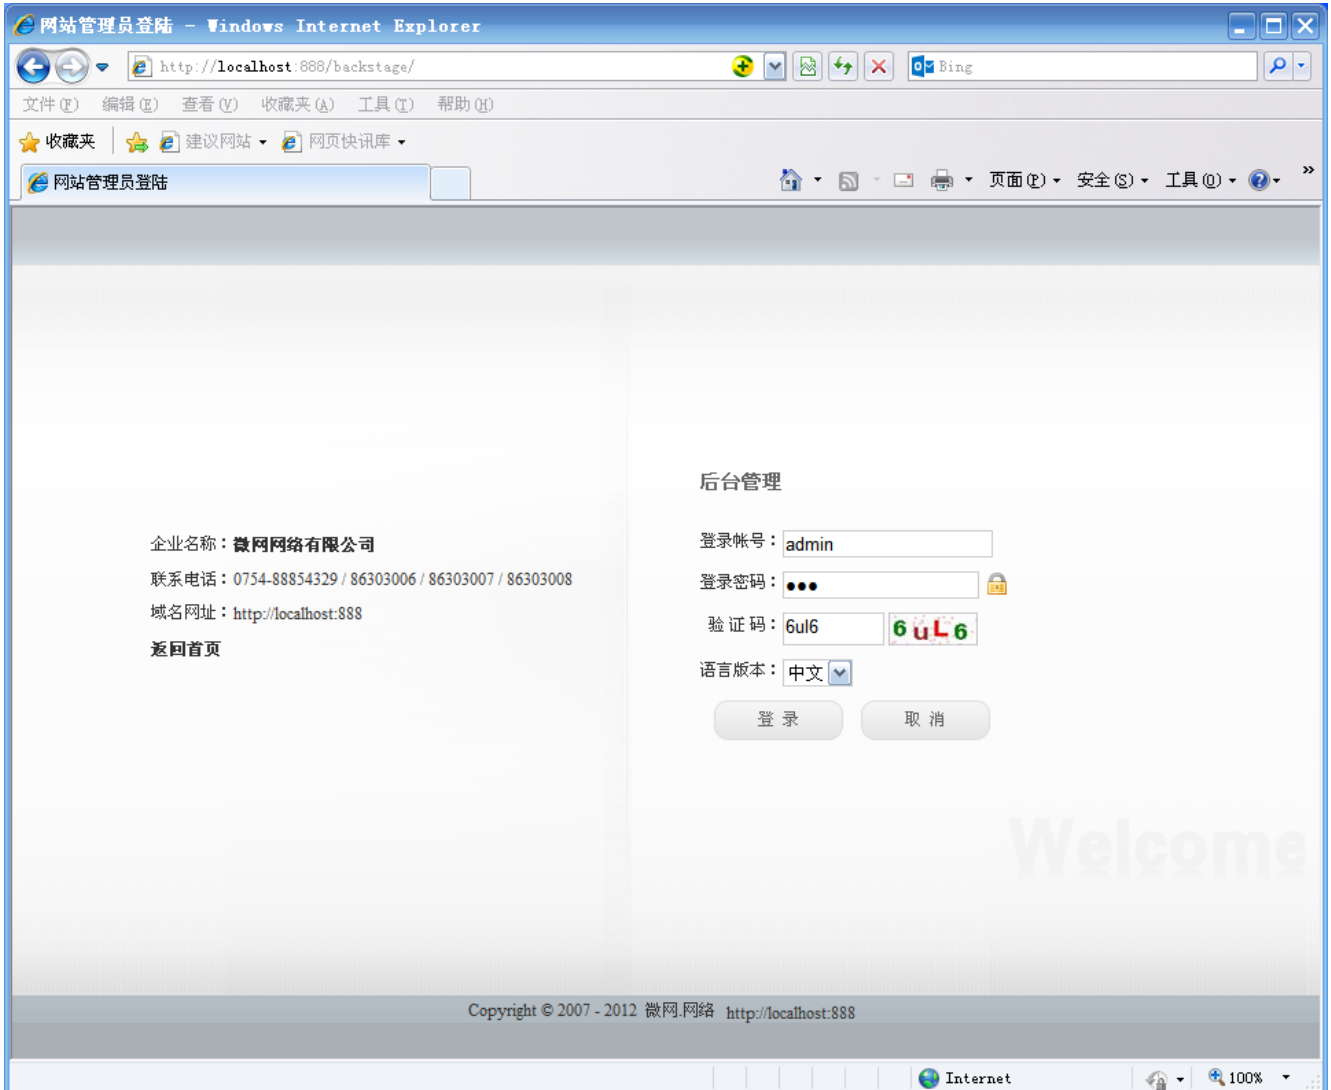 网站管理员登陆 - Windows Internet Explorer
http://localhost:888/backstage/
Bing
文件(F) 编辑(E) 查看(V) 收藏夹(A) 工具(T) 帮助(H)
收藏夹 建议网站 网页快讯库
网站管理员登陆 页面(P) 安全(S) 工具(O) »
后台管理
企业名称：微网网络有限公司
联系电话：0754-88854329 / 86303006 / 86303007 / 86303008
域名网址：http://localhost:888
返回首页
登录帐号：admin
登录密码：●●●
验证码：6ul6 6uL6
语言版本：中文
登录 取消
Welcome
Copyright © 2007 - 2012 微网.网络 http://localhost:888
Internet 100%